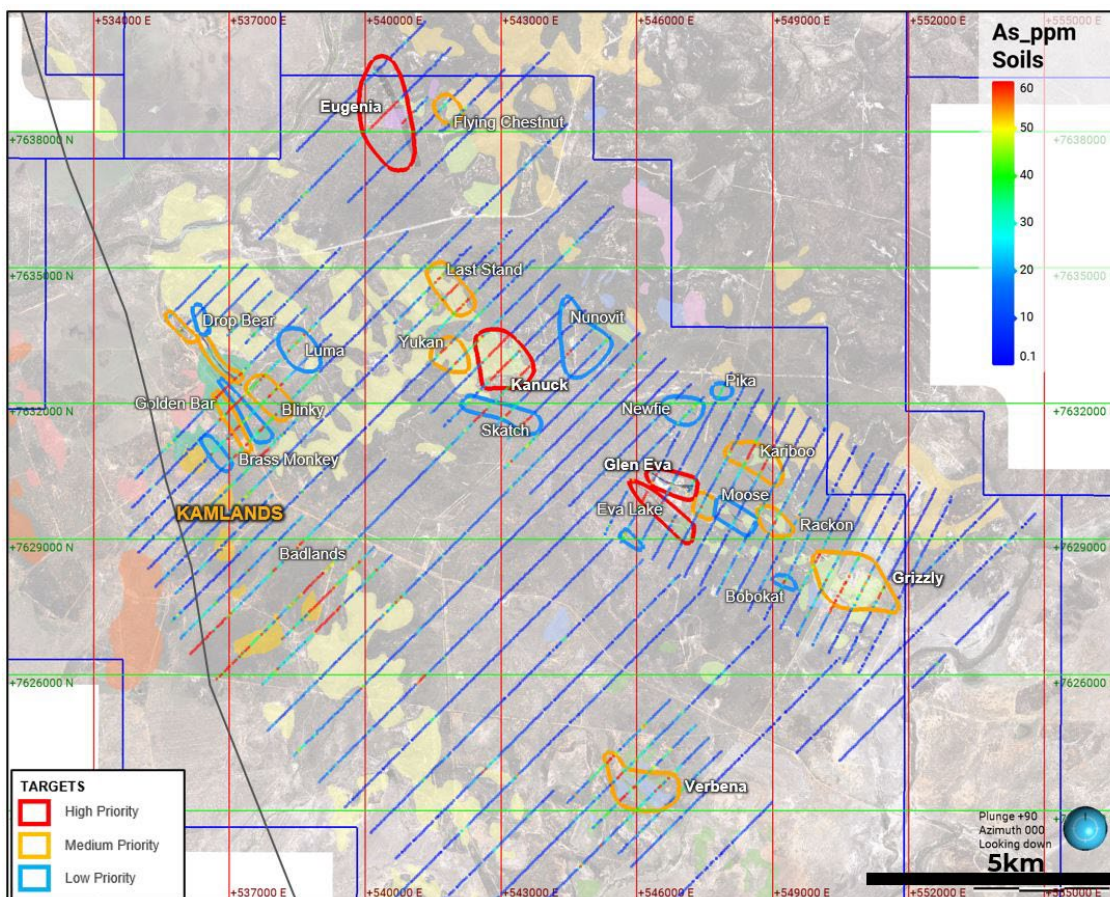 534000 E
+537000 E
+540000 E
+543000 E
+546000 E
+549000 E
+552000 E
+555000 E
As_ppm
Soils
60
50
40
30
20
10
0.1
Eugenia
Flying Chestnut
+7638000 N
+7638000 N
+7635000 N
+7635000 N
Last Stand
Drop Bear
Nunovit
Yukan
Luma
Kanuck
Pika
+7632000 N
+7632000 N
Golden Bar
Blinky
Newfie
Skatch
Brass Monkey
Kariboo
Glen Eva
Moose
Eva Lake
KAMLANDS
Rackon
+7629000 N
+7629000 N
Badlands
Grizzly
Bobokat
+7626000 N
+7626000 N
Verbena
TARGETS
High Priority
Medium Priority
Low Priority
Plunge +90
Azimuth 000
Looking down
5km
+537000 E
+540000 E
+543000 E
+546000 E
+549000 E
+552000 E